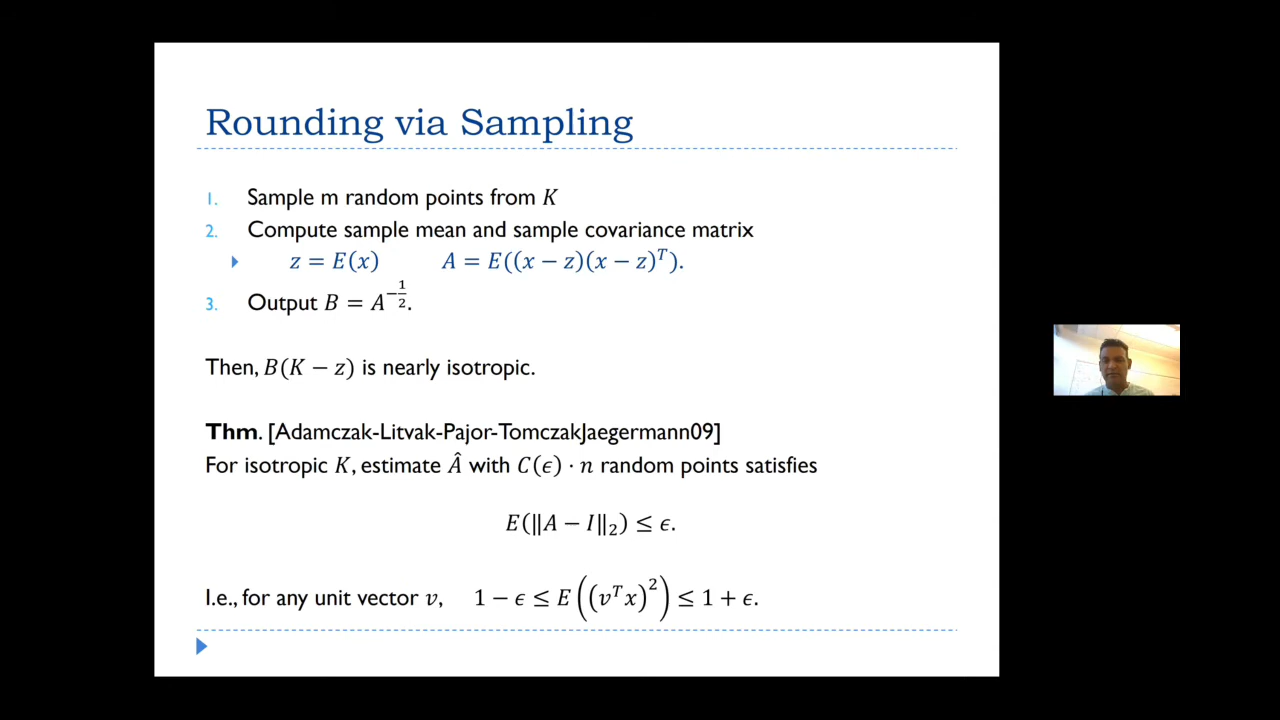 Rounding via Sampling
1. Sample m random points from K
2. Compute sample mean and sample covariance matrix
z = E(x) A = E((x − z)(x − z)^T).
3. Output B = A^{−1/2}.
Then, B(K − z) is nearly isotropic.
Thm. [Adamczak-Litvak-Pajor-TomczakJaegermann09]
For isotropic K, estimate Â with C(ϵ) · n random points satisfies
E(‖A − I‖₂) ≤ ϵ.
I.e., for any unit vector v, 1 − ϵ ≤ E((v^T x)^2) ≤ 1 + ϵ.